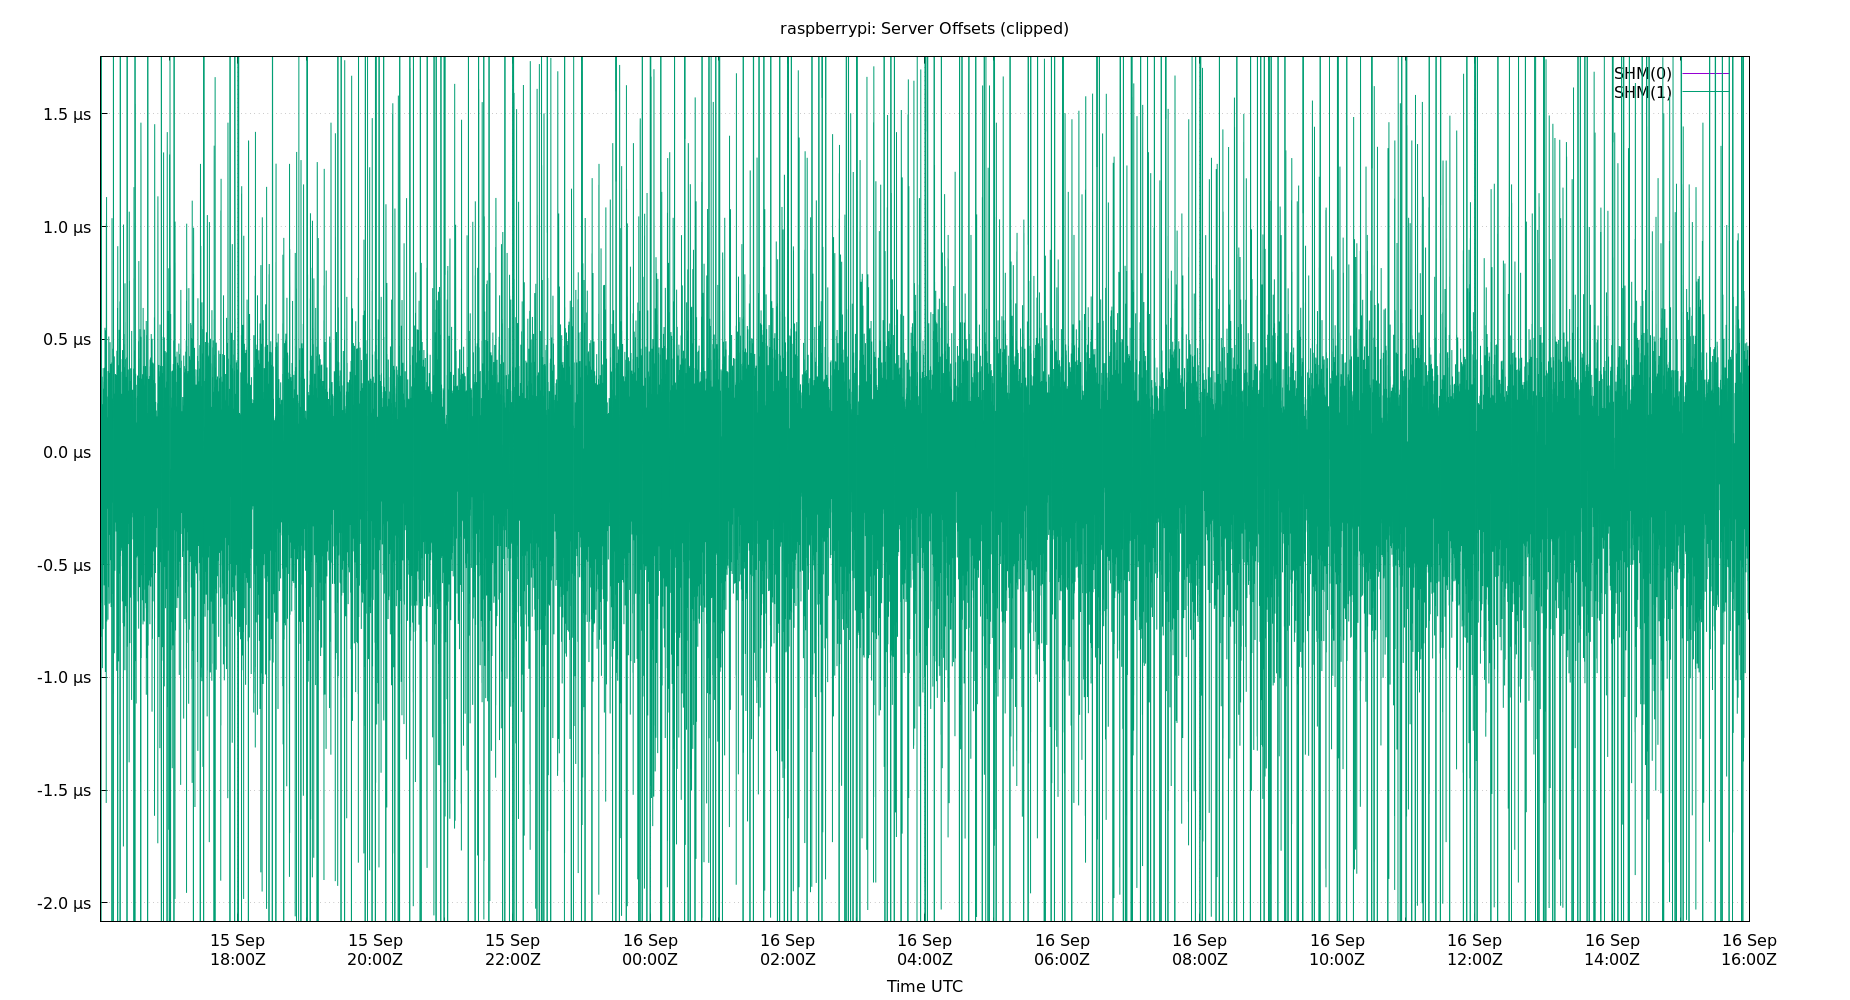 raspberrypi: Server Offsets (clipped)
SHM(0)
SHM(1)
1.5 µs
1.0 µs
0.5 µs
0.0 µs
-0.5 µs
-1.0 µs
-1.5 µs
-2.0 µs
15 Sep 15 Sep 15 Sep 16 Sep 16 Sep 16 Sep 16 Sep 16 Sep 16 Sep 16 Sep 16 Sep 16 Sep
18:00Z 20:00Z 22:00Z 00:00Z 02:00Z 04:00Z 06:00Z 08:00Z 10:00Z 12:00Z 14:00Z 16:00Z
Time UTC